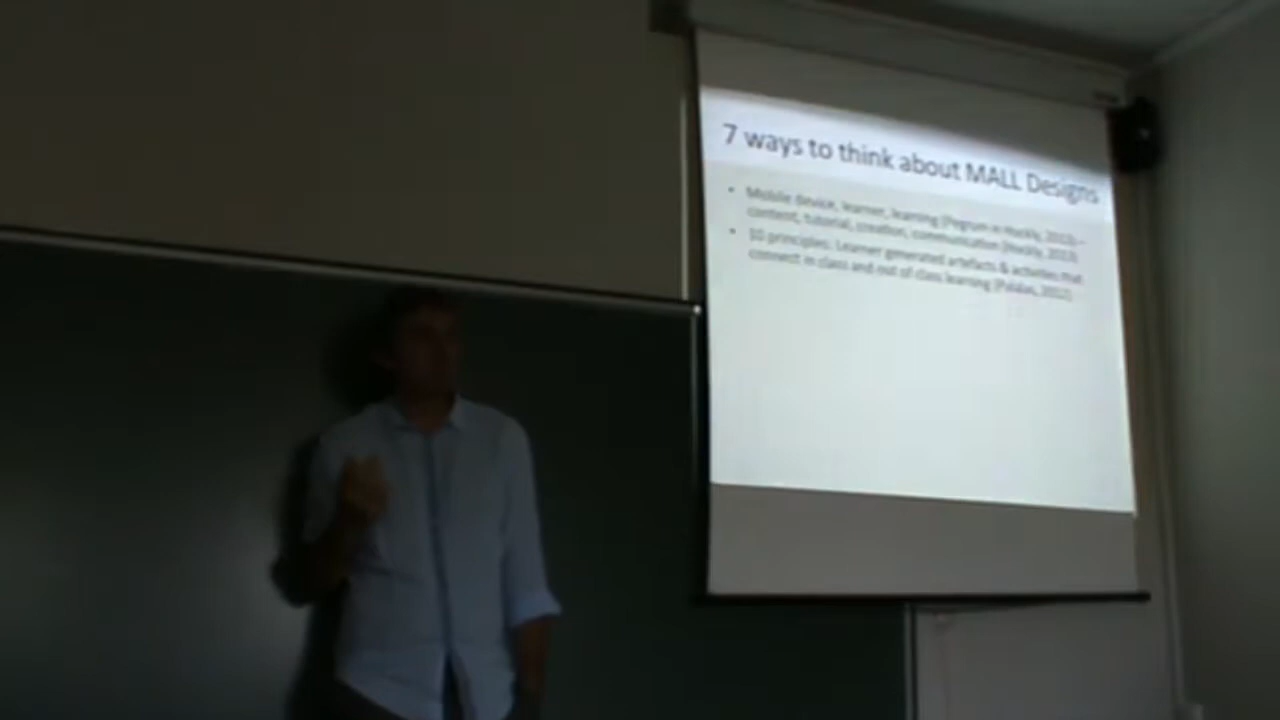 7 ways to think about MALL Designs
• Mobile device, learner, learning (Pegrum in Hockly, 2013) –
content, tutorial, creation, communication (Hockly, 2013)
• 10 principles: Learner generated artefacts & activities that
connect in class and out of class learning (Palalas, 2012)